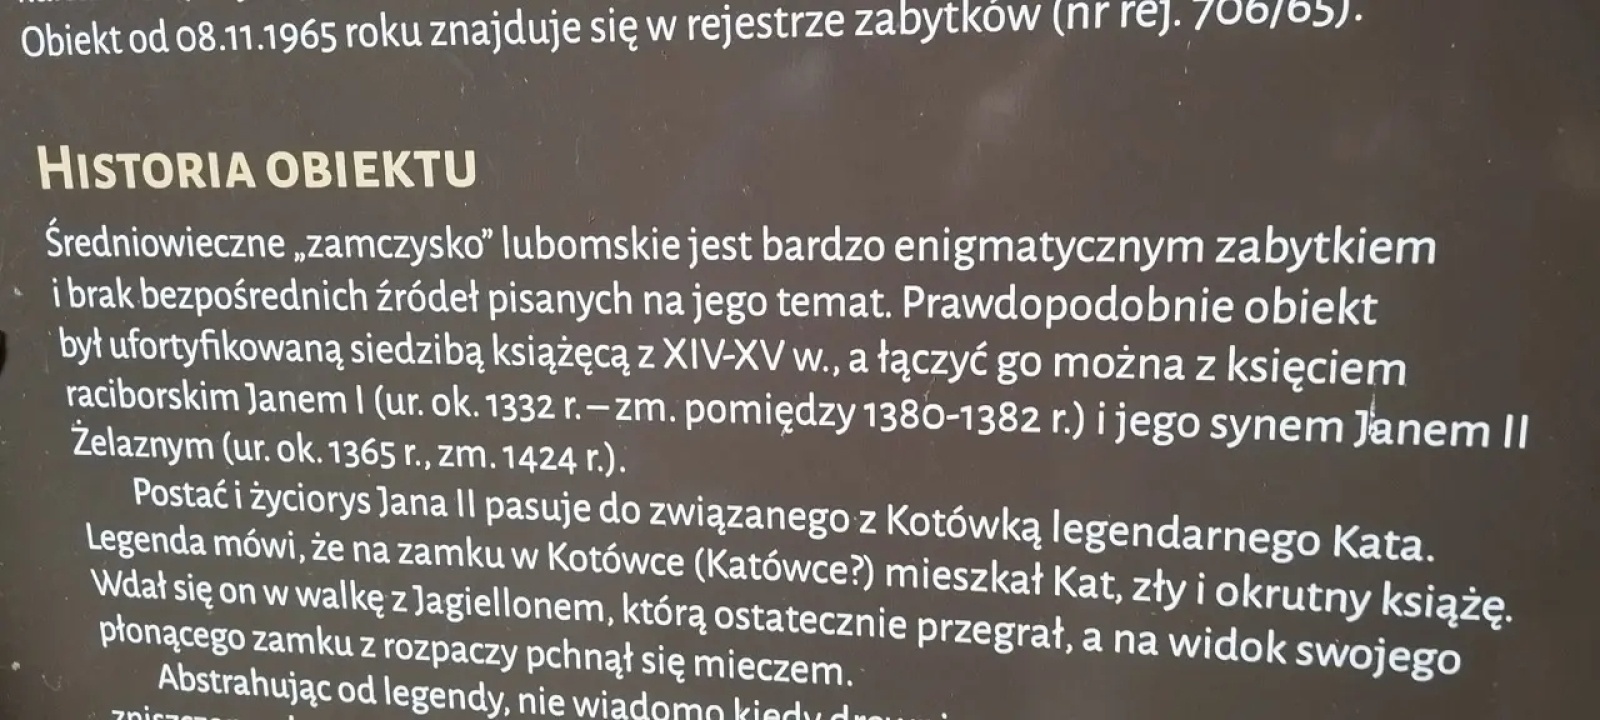 Obiekt od 08.11.1965 roku znajduje się w rejestrze zabytków (nr rej. 706/65).
HISTORIA OBIEKTU
Średniowieczne „zamczysko” lubomskie jest bardzo enigmatycznym zabytkiem
i brak bezpośrednich źródeł pisanych na jego temat. Prawdopodobnie obiekt
był ufortyfikowaną siedzibą książęcą z XIV-XV w., a łączyć go można z księciem
raciborskim Janem I (ur. ok. 1332 r. – zm. pomiędzy 1380-1382 r.) i jego synem Janem II
Żelaznym (ur. ok. 1365 r., zm. 1424 r.).
Postać i życiorys Jana II pasuje do związanego z Kotówką legendarnego Kata.
Legenda mówi, że na zamku w Kotówce (Katówce?) mieszkał Kat, zły i okrutny książę.
Wdał się on w walkę z Jagiellonem, którą ostatecznie przegrał, a na widok swojego
płonącego zamku z rozpaczy pchnął się mieczem.
Abstrahując od legendy, nie wiadomo kiedy